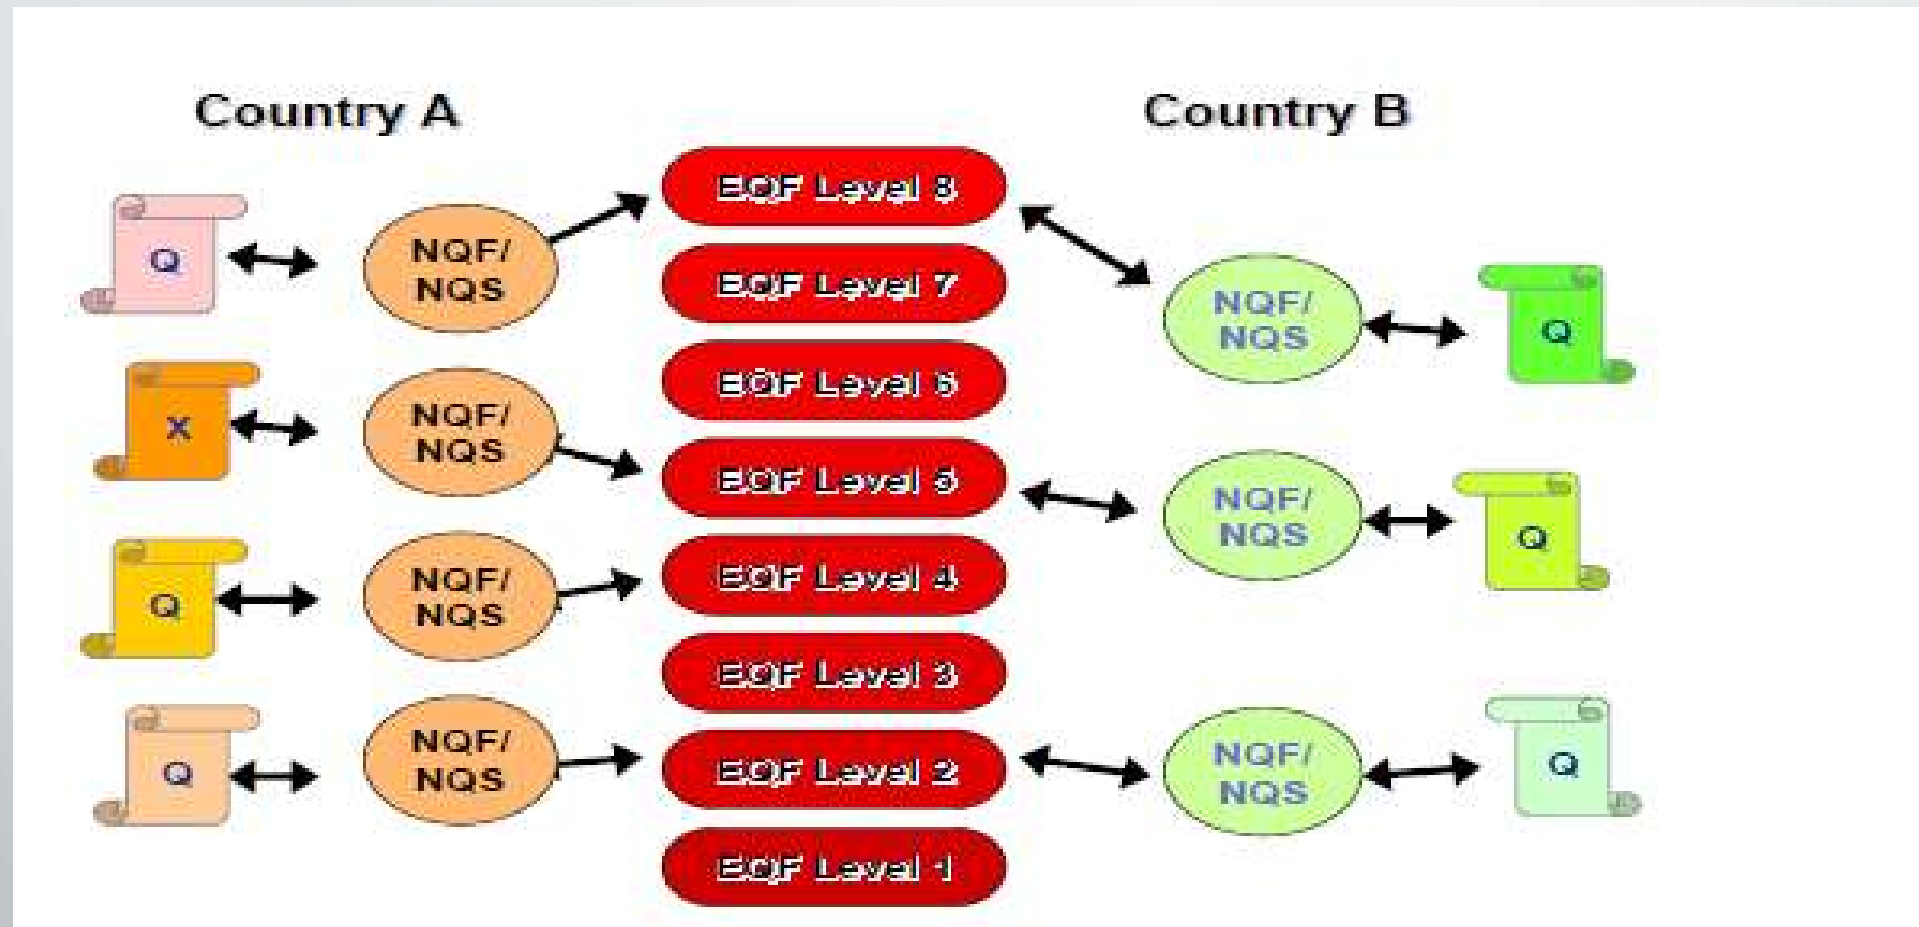 Country A
Country B
Q
NQF/
NQS
X
NQF/
NQS
Q
NQF/
NQS
Q
NQF/
NQS
EQF Level 8
EQF Level 7
EQF Level 6
EQF Level 5
EQF Level 4
EQF Level 3
EQF Level 2
EQF Level 1
NQF/
NQS
Q
NQF/
NQS
Q
NQF/
NQS
Q